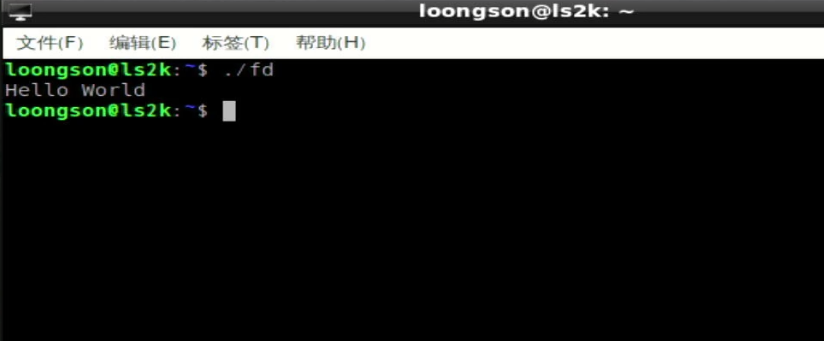 loongson@ls2k: ~
文件(F) 编辑(E) 标签(T) 帮助(H)
loongson@ls2k:~$ ./fd
Hello World
loongson@ls2k:~$